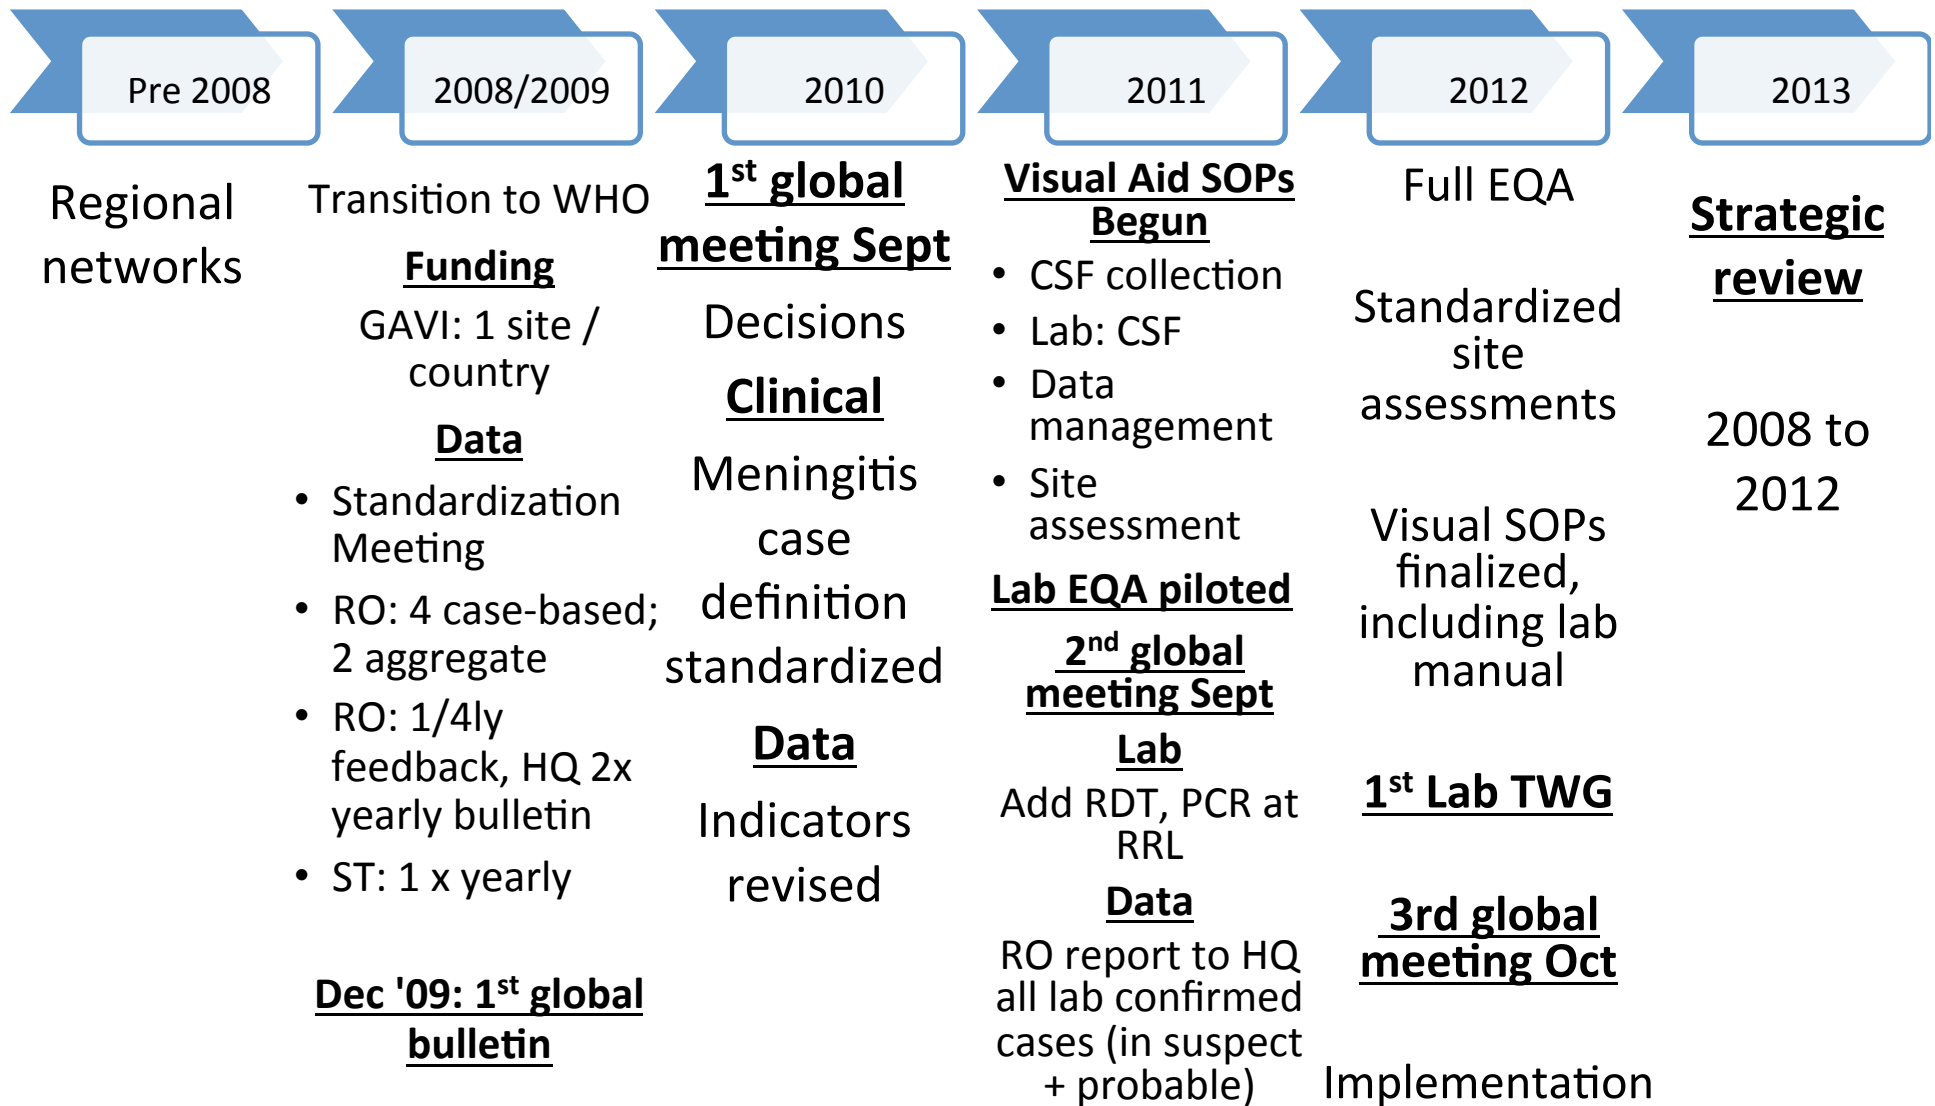 Pre 2008
2008/2009
2010
2011
2012
2013
Regional
networks
Transition to WHO
Funding
GAVI: 1 site /
country
Data
• Standardization
Meeting
• RO: 4 case-based;
2 aggregate
• RO: 1/4ly
feedback, HQ 2x
yearly bulletin
• ST: 1 x yearly
Dec '09: 1st global
bulletin
1st global
meeting Sept
Decisions
Clinical
Meningitis
case
definition
standardized
Data
Indicators
revised
Visual Aid SOPs
Begun
• CSF collection
• Lab: CSF
• Data
management
• Site
assessment
Lab EQA piloted
2nd global
meeting Sept
Lab
Add RDT, PCR at
RRL
Data
RO report to HQ
all lab confirmed
cases (in suspect
+ probable)
Full EQA
Standardized
site
assessments
Visual SOPs
finalized,
including lab
manual
1st Lab TWG
3rd global
meeting Oct
Implementation
Strategic
review
2008 to
2012